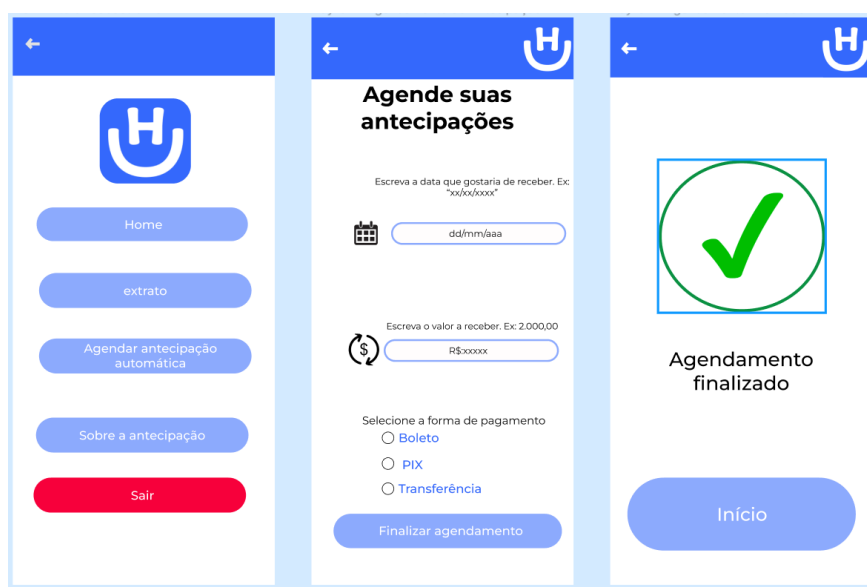 H
Home
extrato
Agendar antecipação
automática
Sobre a antecipação
Sair
H
Agende suas
antecipações
Escreva a data que gostaria de receber. Ex:
"xx/xx/xxxx"
dd/mm/aaa
Escreva o valor a receber. Ex: 2.000,00
$
R$:xxxxx
Selecione a forma de pagamento
Boleto
PIX
Transferência
Finalizar agendamento
H
Agendamento
finalizado
Início